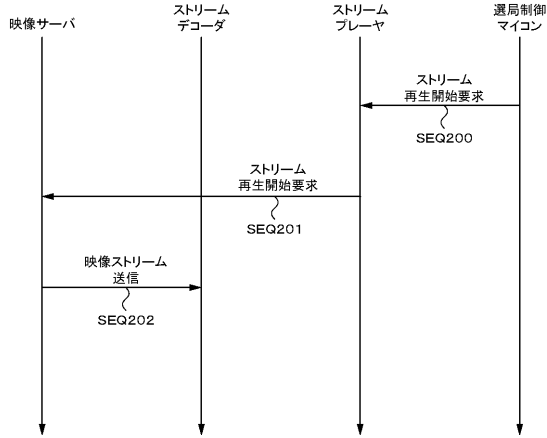 映像サーバ
ストリーム
デコーダ
ストリーム
プレーヤ
選局制御
マイコン
ストリーム
再生開始要求
SEQ200
ストリーム
再生開始要求
SEQ201
映像ストリーム
送信
SEQ202